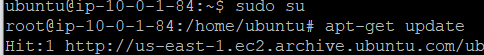 ubuntu@ip-10-0-1-84:~$ sudo su
root@ip-10-0-1-84:/home/ubuntu# apt-get update
Hit:1 http://us-east-1.ec2.archive.ubuntu.com/ub